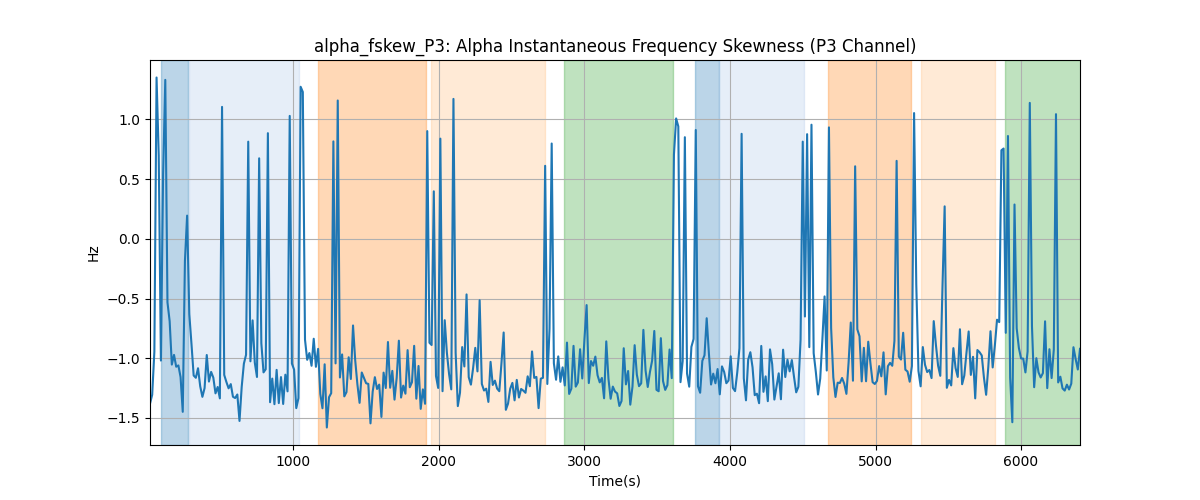 alpha_fskew_P3: Alpha Instantaneous Frequency Skewness (P3 Channel)
Hz
1.0
0.5
0.0
−0.5
−1.0
−1.5
1000 2000 3000 4000 5000 6000
Time(s)